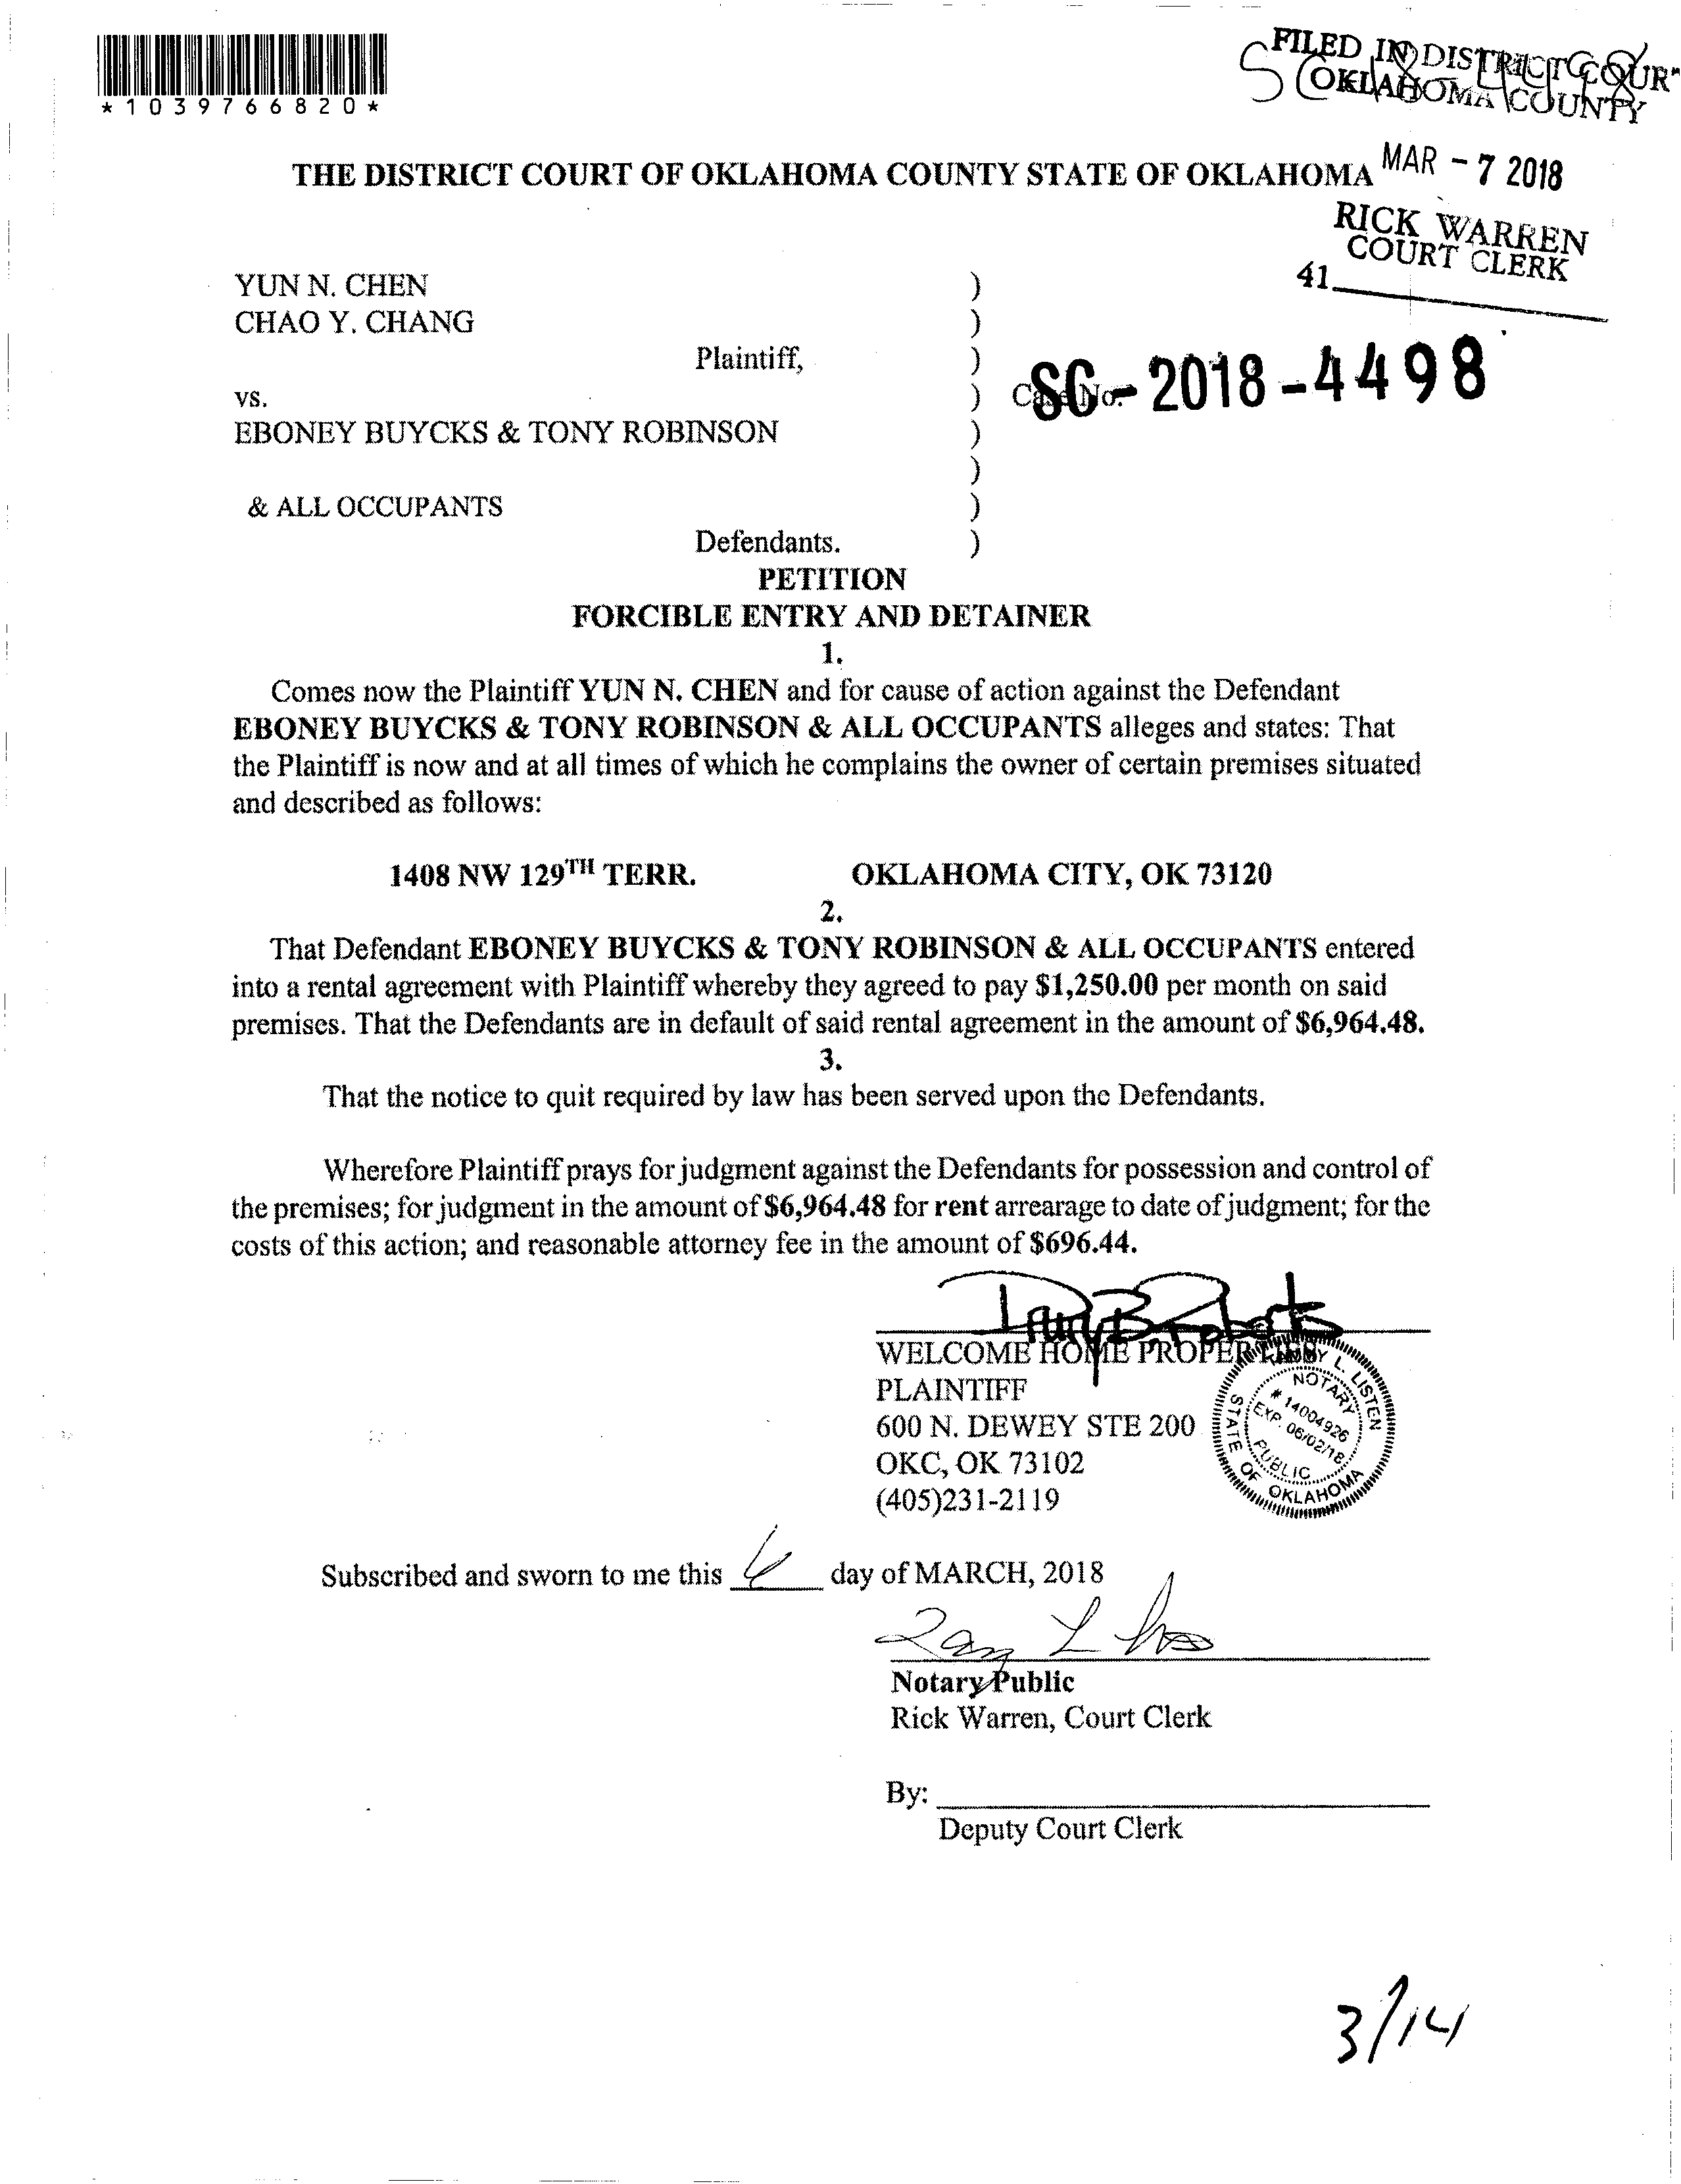 *1039766820*
FILED IN DISTRICT COUR
OKLAHOMA COUNTY
MAR - 7 2018
THE DISTRICT COURT OF OKLAHOMA COUNTY STATE OF OKLAHOMA
RICK WARREN
COURT CLERK
41
YUN N. CHEN )
CHAO Y. CHANG )
Plaintiff, )
vs. ) Case No. SC-2018-4498
EBONEY BUYCKS & TONY ROBINSON )
)
& ALL OCCUPANTS )
Defendants. )
PETITION
FORCIBLE ENTRY AND DETAINER
1.
Comes now the Plaintiff YUN N. CHEN and for cause of action against the Defendant
EBONEY BUYCKS & TONY ROBINSON & ALL OCCUPANTS alleges and states: That
the Plaintiff is now and at all times of which he complains the owner of certain premises situated
and described as follows:
1408 NW 129TH TERR. OKLAHOMA CITY, OK 73120
2.
That Defendant EBONEY BUYCKS & TONY ROBINSON & ALL OCCUPANTS entered
into a rental agreement with Plaintiff whereby they agreed to pay $1,250.00 per month on said
premises. That the Defendants are in default of said rental agreement in the amount of $6,964.48.
3.
That the notice to quit required by law has been served upon the Defendants.
Wherefore Plaintiff prays for judgment against the Defendants for possession and control of
the premises; for judgment in the amount of $6,964.48 for rent arrearage to date of judgment; for the
costs of this action; and reasonable attorney fee in the amount of $696.44.
WELCOME HOME PROPERTIES
PLAINTIFF
600 N. DEWEY STE 200
OKC, OK 73102
(405)231-2119
L. LISTEN
NOTARY
# 14004926
EXP. 06/02/18
PUBLIC
STATE OF OKLAHOMA
Subscribed and sworn to me this 6 day of MARCH, 2018
Notary Public
Rick Warren, Court Clerk
By:
Deputy Court Clerk
3/14